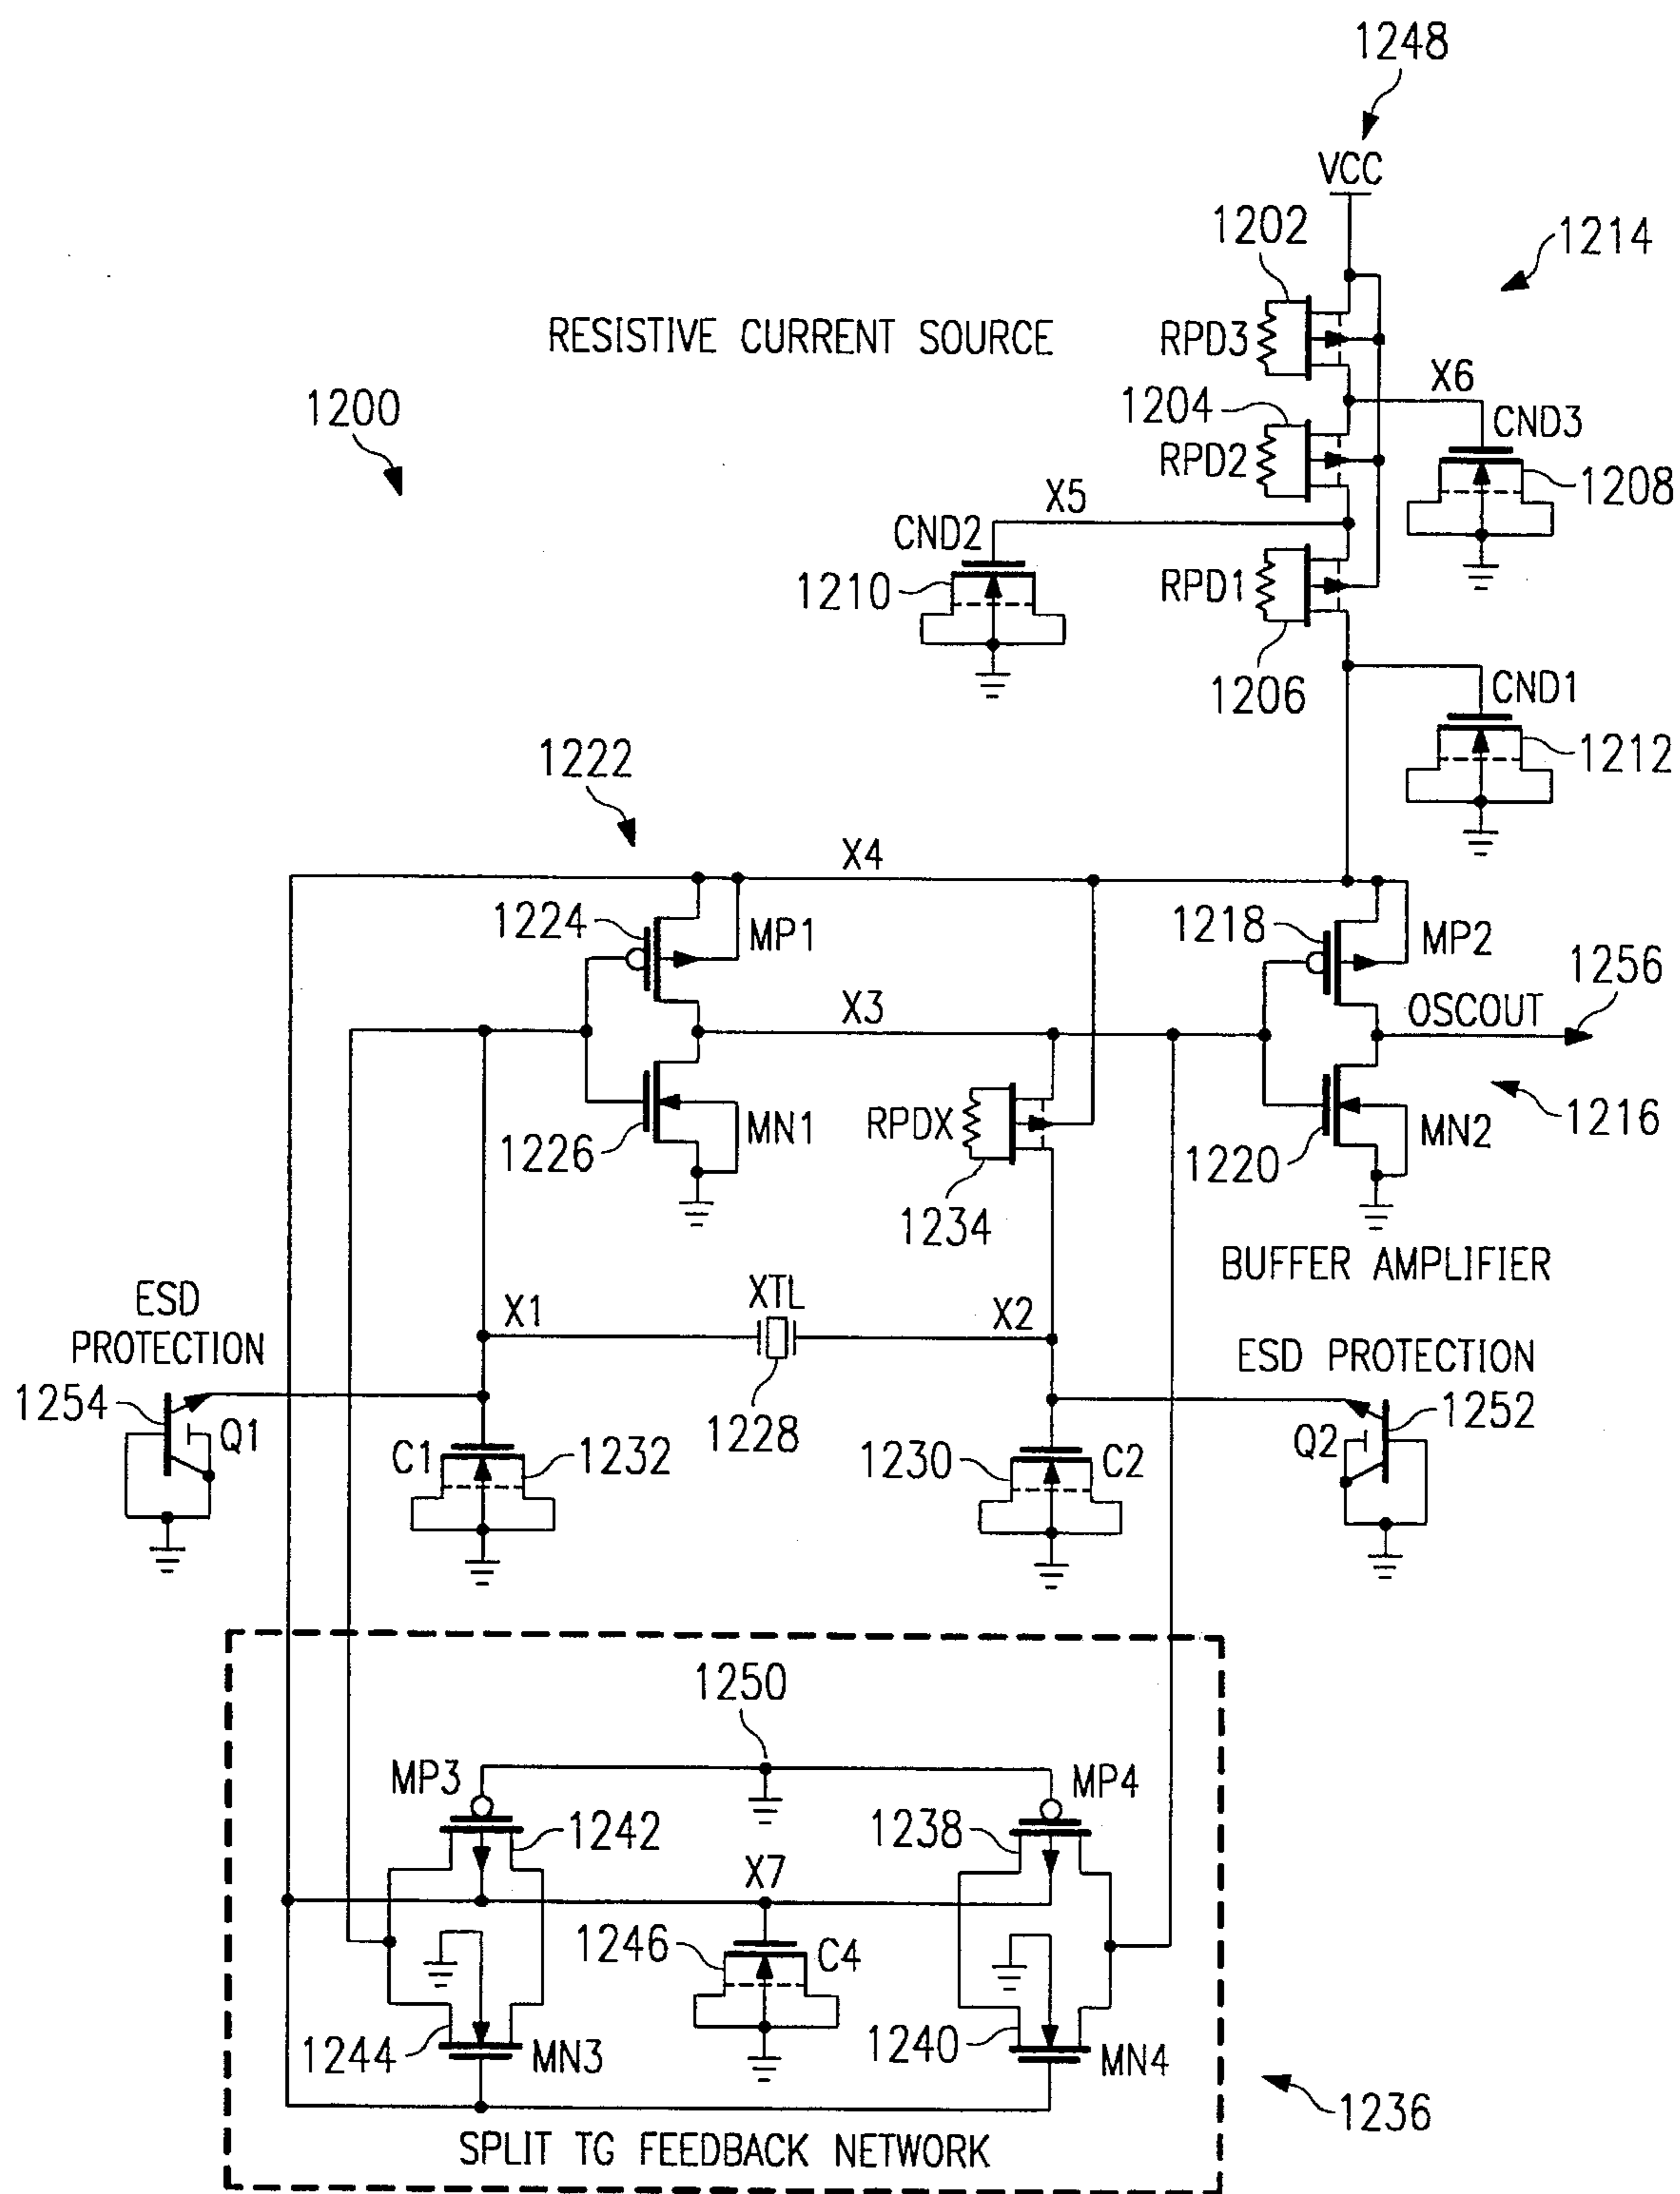 1248
VCC
1202
1214
RESISTIVE CURRENT SOURCE
RPD3
X6
1200
1204
CND3
RPD2
1208
X5
CND2
1210
RPD1
1206
CND1
1212
1222
X4
1224
MP1
1218
MP2
1256
X3
OSCOUT
RPDX
MN1
1226
1234
MN2
1216
1220
BUFFER AMPLIFIER
ESD
PROTECTION
X1
XTL
X2
ESD PROTECTION
1254
Q1
1228
1252
Q2
C1
1232
1230
C2
1250
MP3
MP4
1242
1238
X7
1246
C4
1244
MN3
1240
MN4
1236
SPLIT TG FEEDBACK NETWORK